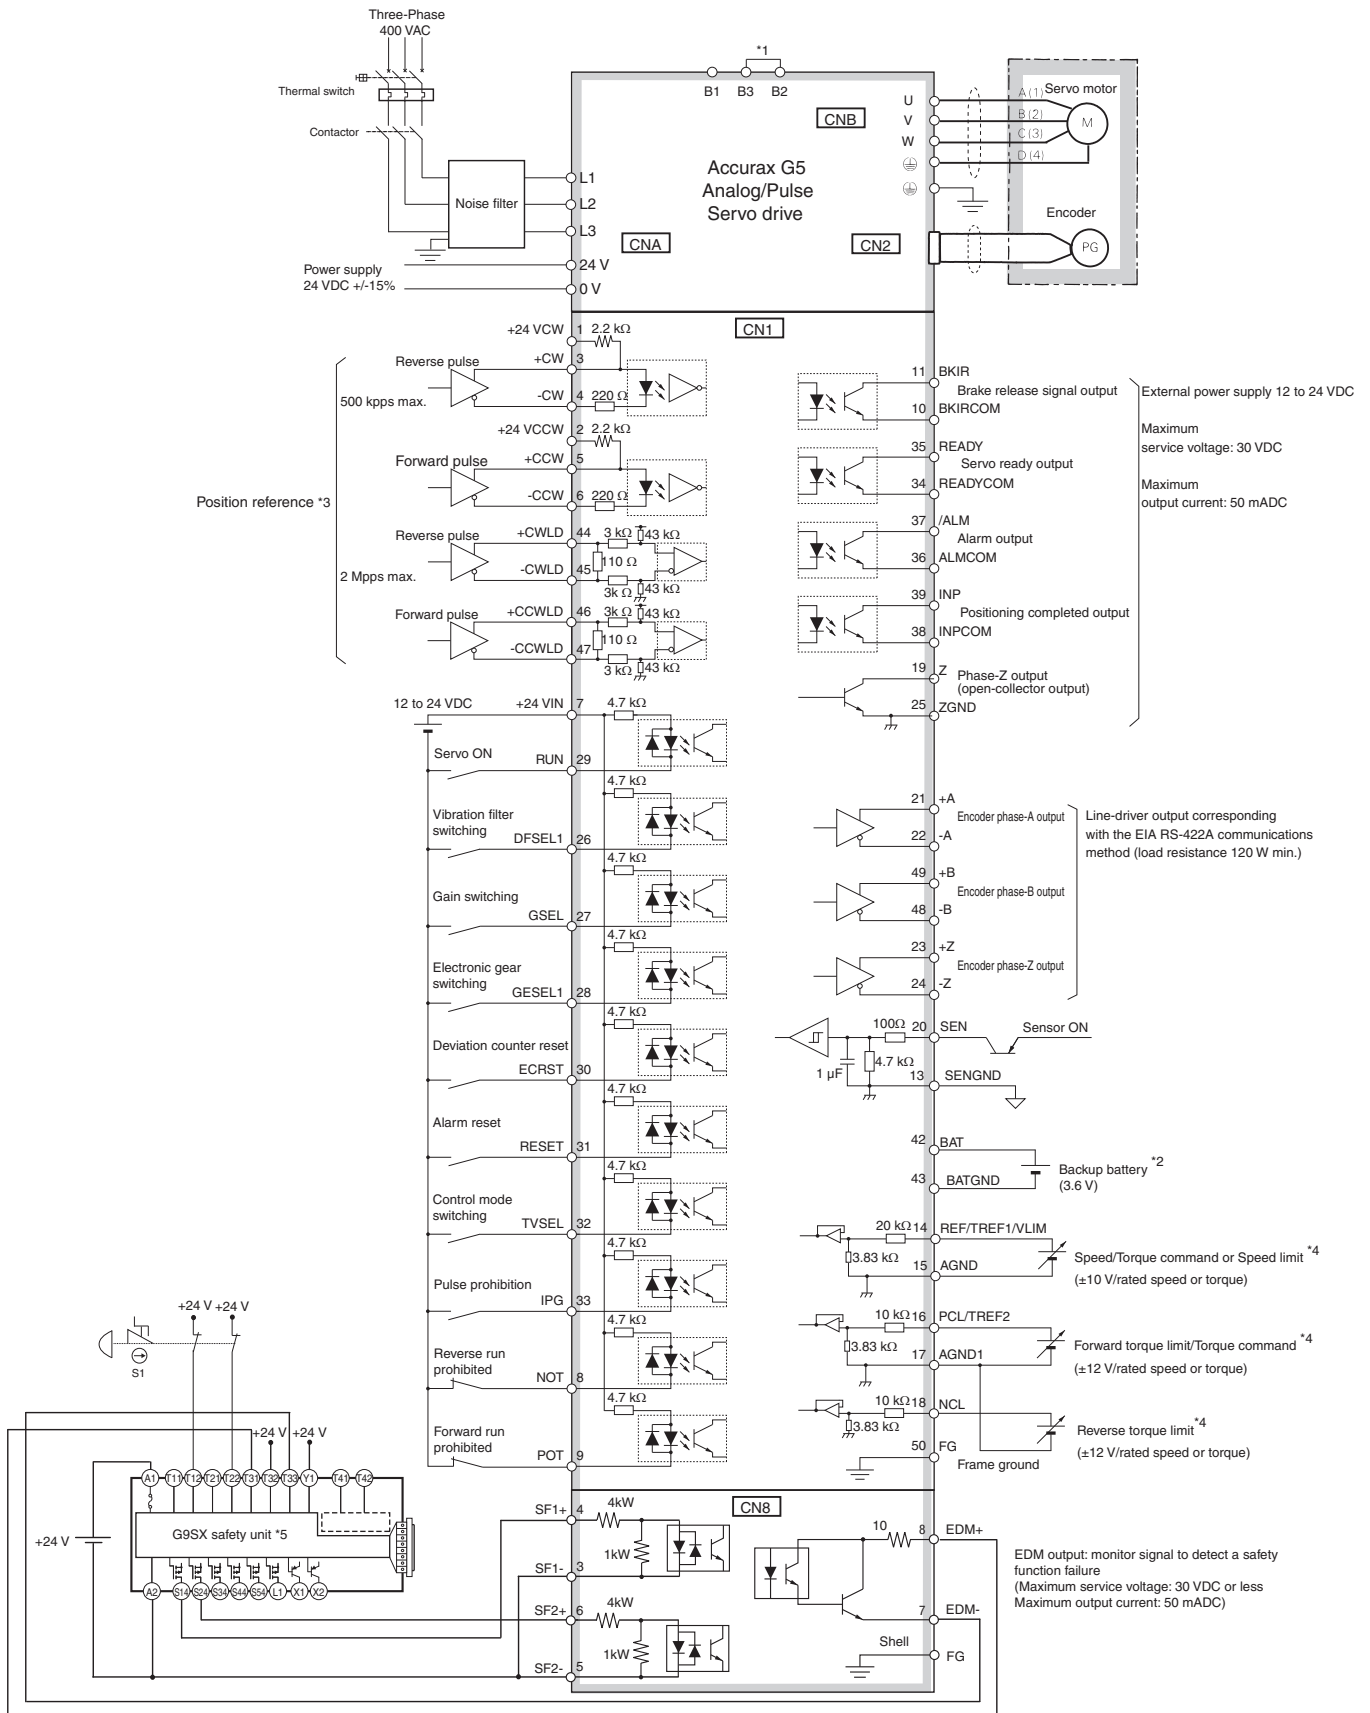 Three-Phase
400 VAC
Thermal switch
Contactor
Noise filter
L1
L2
L3
Power supply
24 VDC +/-15%
24 V
0 V
*1
B1 B3 B2
CNB
Accurax G5
Analog/Pulse
Servo drive
CNA
CN2
U
V
W
A (1)
B (2)
C (3)
D (4)
Servo motor
M
Encoder
PG
CN1
Position reference *3
500 kpps max.
2 Mpps max.
+24 VCW 1 2.2 kΩ
Reverse pulse
+CW 3
-CW 4 220 Ω
+24 VCCW 2 2.2 kΩ
Forward pulse
+CCW 5
-CCW 6 220 Ω
Reverse pulse
+CWLD 44 3 kΩ 43 kΩ
110 Ω
-CWLD 45 3k Ω 43 kΩ
Forward pulse
+CCWLD 46 3k Ω 43 kΩ
110 Ω
-CCWLD 47 3 kΩ 43 kΩ
12 to 24 VDC
+24 VIN 7 4.7 kΩ
Servo ON
RUN 29
4.7 kΩ
Vibration filter
switching
DFSEL1 26
4.7 kΩ
Gain switching
GSEL 27
4.7 kΩ
Electronic gear
switching
GESEL1 28
4.7 kΩ
Deviation counter reset
ECRST 30
4.7 kΩ
Alarm reset
RESET 31
4.7 kΩ
Control mode
switching
TVSEL 32
4.7 kΩ
Pulse prohibition
IPG 33
4.7 kΩ
Reverse run
prohibited
NOT 8
4.7 kΩ
Forward run
prohibited
POT 9
11 BKIR
Brake release signal output
10 BKIRCOM
35 READY
Servo ready output
34 READYCOM
37 /ALM
Alarm output
36 ALMCOM
39 INP
Positioning completed output
38 INPCOM
19 Z
Phase-Z output
(open-collector output)
25 ZGND
External power supply 12 to 24 VDC
Maximum
service voltage: 30 VDC
Maximum
output current: 50 mADC
21 +A
Encoder phase-A output
22 -A
49 +B
Encoder phase-B output
48 -B
23 +Z
Encoder phase-Z output
24 -Z
Line-driver output corresponding
with the EIA RS-422A communications
method (load resistance 120 W min.)
100Ω 20 SEN
Sensor ON
1 µF
4.7 kΩ
13 SENGND
42 BAT
Backup battery *2
(3.6 V)
43 BATGND
20 kΩ 14 REF/TREF1/VLIM
3.83 kΩ
15 AGND
Speed/Torque command or Speed limit *4
(±10 V/rated speed or torque)
10 kΩ 16 PCL/TREF2
3.83 kΩ
17 AGND1
Forward torque limit/Torque command *4
(±12 V/rated speed or torque)
10 kΩ 18 NCL
3.83 kΩ
Reverse torque limit*4
(±12 V/rated speed or torque)
50 FG
Frame ground
+24 V +24 V
S1
+24 V +24 V
A1 T11 T12 T21 T22 T31 T32 T33 Y1 T41 T42
G9SX safety unit *5
+24 V
A2 S14 S24 S34 S44 S54 L1 X1 X2
CN8
SF1+ 4 4kW
1kW
SF1- 3
SF2+ 6 4kW
1kW
SF2- 5
10
8 EDM+
7 EDM-
Shell
FG
EDM output: monitor signal to detect a safety
function failure
(Maximum service voltage: 30 VDC or less
Maximum output current: 50 mADC)